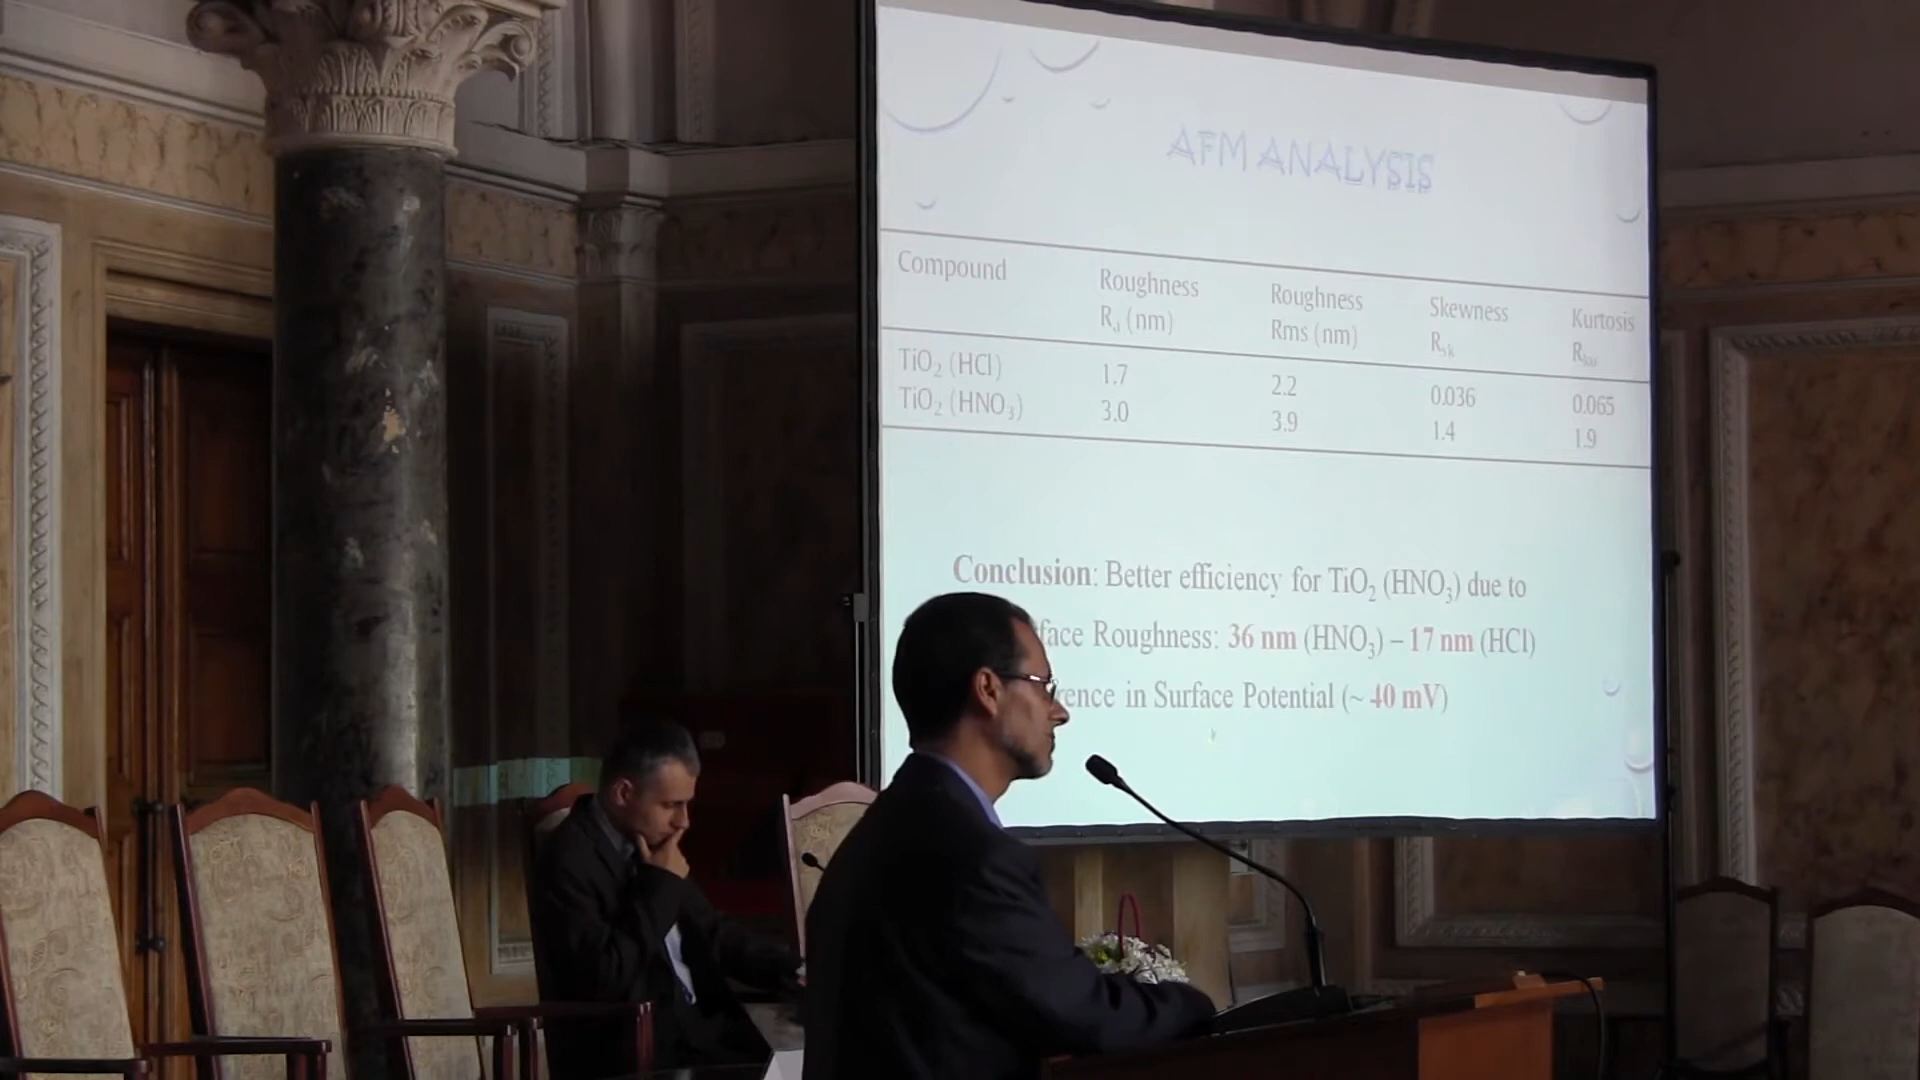 AFM ANALYSIS
Compound Roughness Roughness Skewness Kurtosis
Rₐ (nm) Rms (nm) Rₛₖ Rₖᵤ
TiO₂ (HCl) 1.7 2.2 0.036 0.065
TiO₂ (HNO₃) 3.0 3.9 1.4 1.9
Conclusion: Better efficiency for TiO₂ (HNO₃) due to
face Roughness: 36 nm (HNO₃) – 17 nm (HCl)
ence in Surface Potential (~ 40 mV)